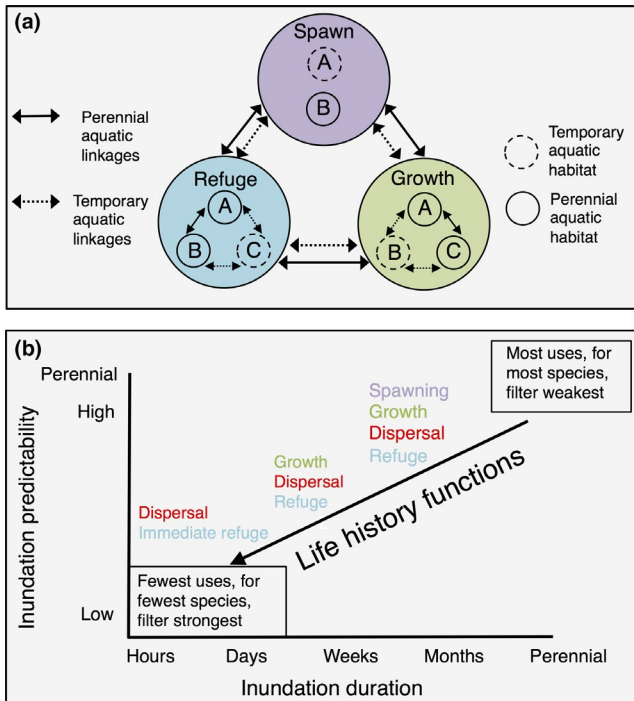 (a)
Spawn
A
B
Perennial
aquatic
linkages
Temporary
aquatic
linkages
Refuge
A
B
C
Growth
A
B
C
Temporary
aquatic
habitat
Perennial
aquatic
habitat
(b)
Inundation predictability
Perennial
High
Low
Most uses, for
most species,
filter weakest
Spawning
Growth
Dispersal
Refuge
Growth
Dispersal
Refuge
Dispersal
Immediate refuge
Life history functions
Fewest uses, for
fewest species,
filter strongest
Hours Days Weeks Months Perennial
Inundation duration